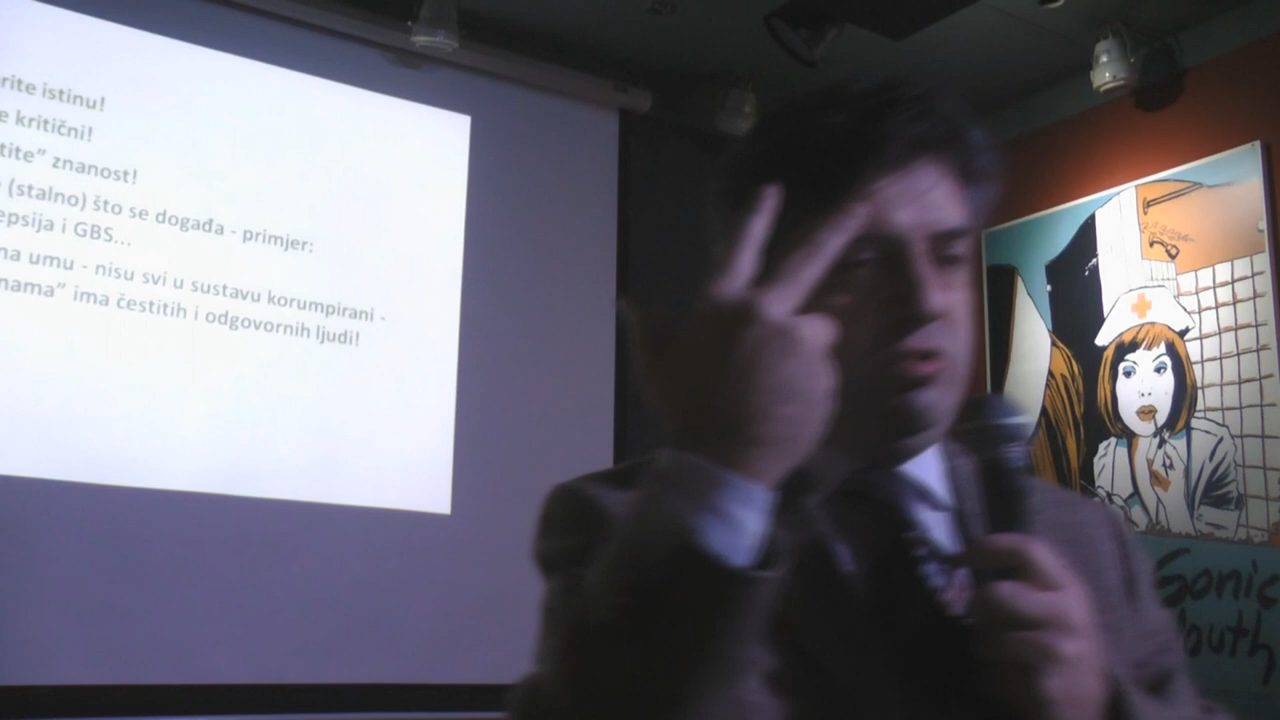 rite istinu!
e kritični!
tite” znanost!
(stalno) što se događa - primjer:
epsija i GBS...
na umu - nisu svi u sustavu korumpirani -
nama” ima čestitih i odgovornih ljudi!
Sonic
Youth